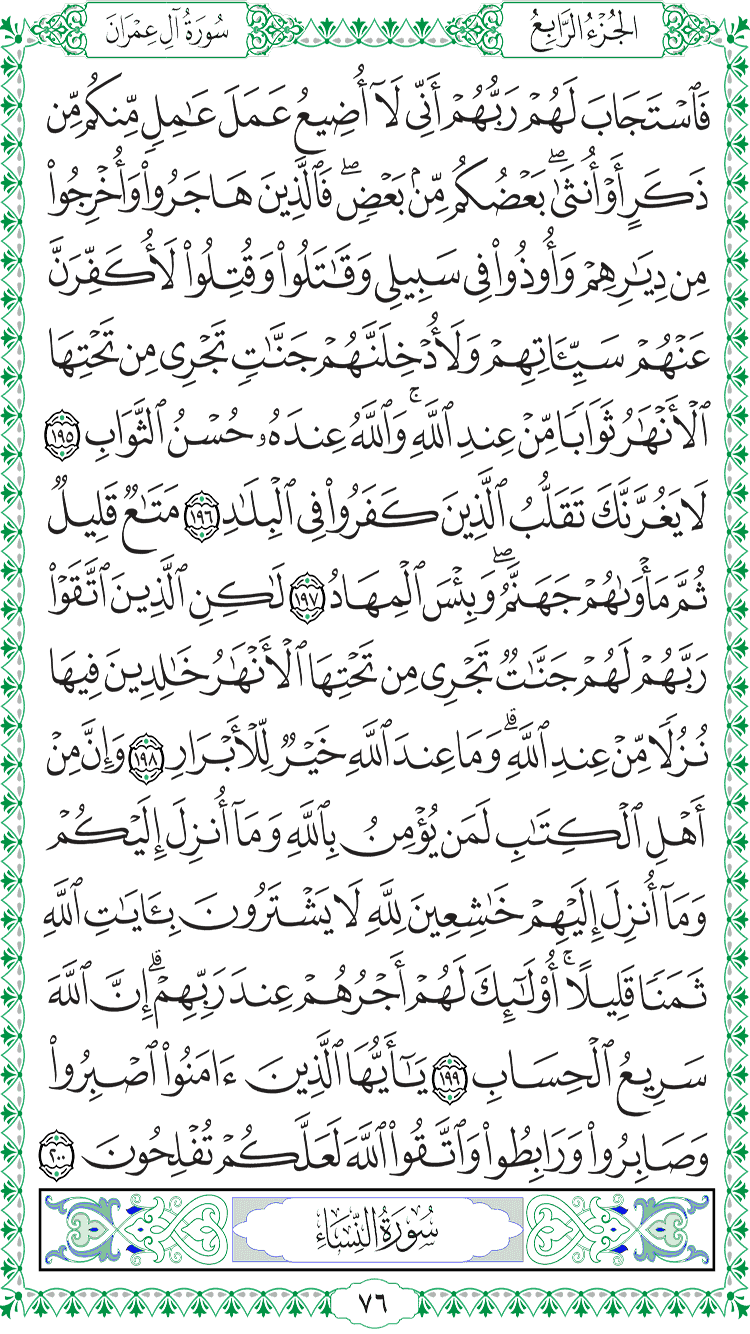 الجُزْءُ الرَّابِعُ
سُورَةُ آلِ عِمْرَانَ
فَٱسْتَجَابَ لَهُمْ رَبُّهُمْ أَنِّى لَآ أُضِيعُ عَمَلَ عَـٰمِلٍ مِّنكُم مِّن
ذَكَرٍ أَوْ أُنثَىٰ ۖ بَعْضُكُم مِّنۢ بَعْضٍ ۖ فَٱلَّذِينَ هَاجَرُوا۟ وَأُخْرِجُوا۟
مِن دِيَـٰرِهِمْ وَأُوذُوا۟ فِى سَبِيلِى وَقَـٰتَلُوا۟ وَقُتِلُوا۟ لَأُكَفِّرَنَّ
عَنْهُمْ سَيِّـَٔاتِهِمْ وَلَأُدْخِلَنَّهُمْ جَنَّـٰتٍ تَجْرِى مِن تَحْتِهَا
ٱلْأَنْهَـٰرُ ثَوَابًا مِّنْ عِندِ ٱللَّهِ ۗ وَٱللَّهُ عِندَهُۥ حُسْنُ ٱلثَّوَابِ ١٩٥
لَا يَغُرَّنَّكَ تَقَلُّبُ ٱلَّذِينَ كَفَرُوا۟ فِى ٱلْبِلَـٰدِ ١٩٦ مَتَـٰعٌ قَلِيلٌ
ثُمَّ مَأْوَىٰهُمْ جَهَنَّمُ ۖ وَبِئْسَ ٱلْمِهَادُ ١٩٧ لَـٰكِنِ ٱلَّذِينَ ٱتَّقَوْا۟
رَبَّهُمْ لَهُمْ جَنَّـٰتٌ تَجْرِى مِن تَحْتِهَا ٱلْأَنْهَـٰرُ خَـٰلِدِينَ فِيهَا
نُزُلًا مِّنْ عِندِ ٱللَّهِ ۗ وَمَا عِندَ ٱللَّهِ خَيْرٌ لِّلْأَبْرَارِ ١٩٨ وَإِنَّ مِنْ
أَهْلِ ٱلْكِتَـٰبِ لَمَن يُؤْمِنُ بِٱللَّهِ وَمَآ أُنزِلَ إِلَيْكُمْ
وَمَآ أُنزِلَ إِلَيْهِمْ خَـٰشِعِينَ لِلَّهِ لَا يَشْتَرُونَ بِـَٔايَـٰتِ ٱللَّهِ
ثَمَنًا قَلِيلًا ۗ أُو۟لَـٰٓئِكَ لَهُمْ أَجْرُهُمْ عِندَ رَبِّهِمْ ۗ إِنَّ ٱللَّهَ
سَرِيعُ ٱلْحِسَابِ ١٩٩ يَـٰٓأَيُّهَا ٱلَّذِينَ ءَامَنُوا۟ ٱصْبِرُوا۟
وَصَابِرُوا۟ وَرَابِطُوا۟ وَٱتَّقُوا۟ ٱللَّهَ لَعَلَّكُمْ تُفْلِحُونَ ٢٠٠
سُورَةُ النِّسَاءِ
٧٦